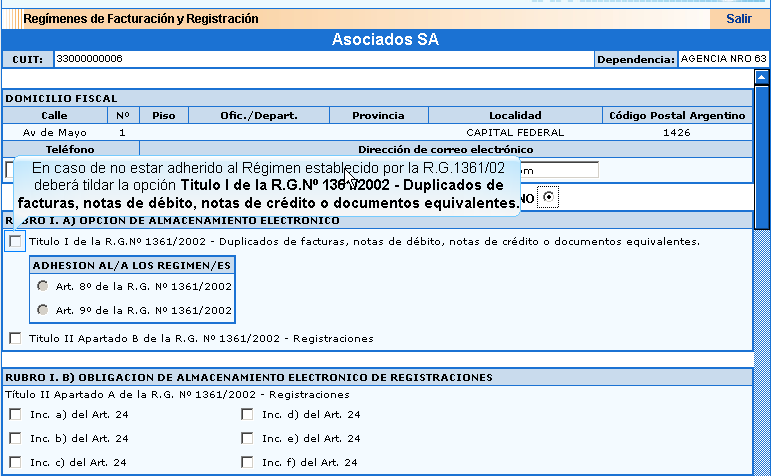 Regímenes de Facturación y Registración Salir
Asociados SA
CUIT: 33000000006 Dependencia: AGENCIA NRO 63
DOMICILIO FISCAL
Calle Nº Piso Ofic./Depart. Provincia Localidad Código Postal Argentino
Av de Mayo 1 CAPITAL FEDERAL 1426
Teléfono Dirección de correo electrónico
En caso de no estar adherido al Régimen establecido por la R.G.1361/02
deberá tildar la opción Titulo I de la R.G.Nº 1361/2002 - Duplicados de
facturas, notas de débito, notas de crédito o documentos equivalentes.
NO
RUBRO I. A) OPCION DE ALMACENAMIENTO ELECTRONICO
Titulo I de la R.G.Nº 1361/2002 - Duplicados de facturas, notas de débito, notas de crédito o documentos equivalentes.
ADHESION AL/A LOS REGIMEN/ES
Art. 8º de la R.G. Nº 1361/2002
Art. 9º de la R.G. Nº 1361/2002
Titulo II Apartado B de la R.G. Nº 1361/2002 - Registraciones
RUBRO I. B) OBLIGACION DE ALMACENAMIENTO ELECTRONICO DE REGISTRACIONES
Título II Apartado A de la R.G. Nº 1361/2002 - Registraciones
Inc. a) del Art. 24 Inc. d) del Art. 24
Inc. b) del Art. 24 Inc. e) del Art. 24
Inc. c) del Art. 24 Inc. f) del Art. 24